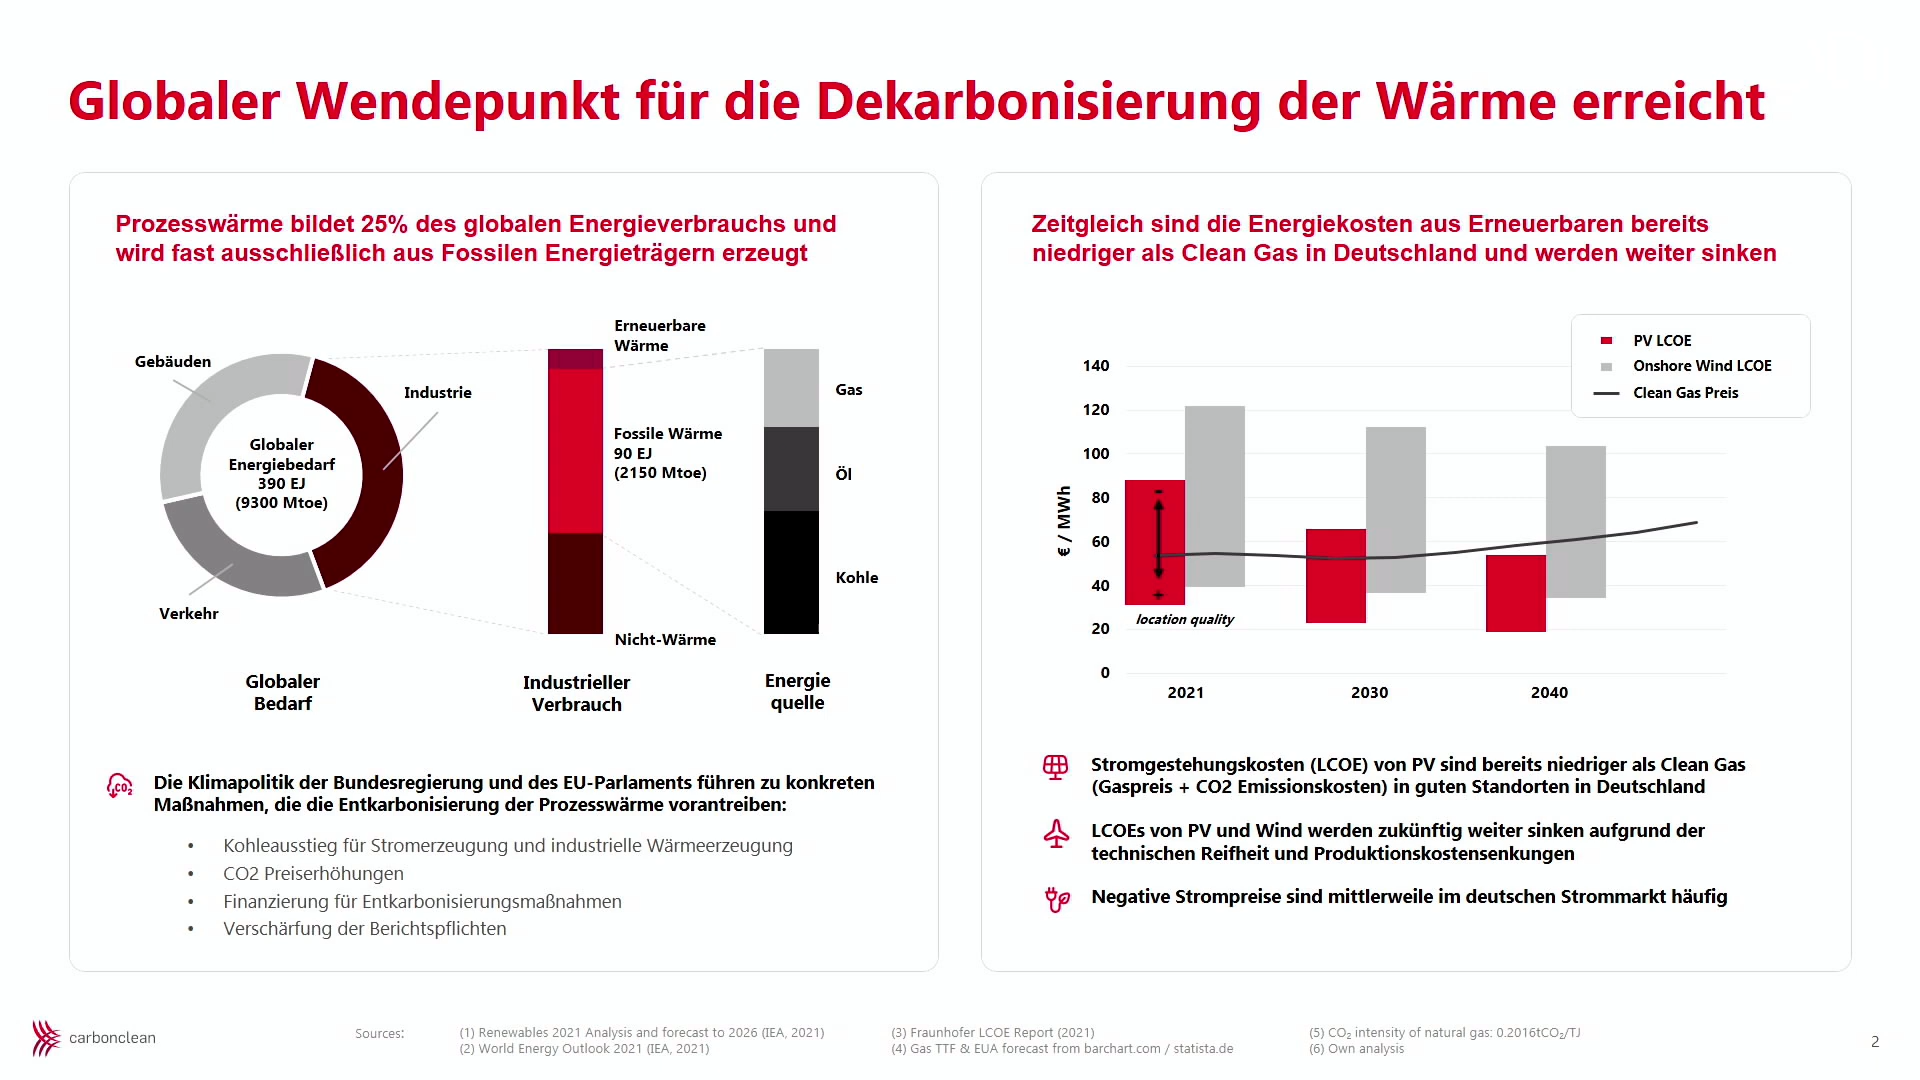 Globaler Wendepunkt für die Dekarbonisierung der Wärme erreicht
Prozesswärme bildet 25% des globalen Energieverbrauchs und
wird fast ausschließlich aus Fossilen Energieträgern erzeugt
Gebäuden
Industrie
Verkehr
Globaler
Energiebedarf
390 EJ
(9300 Mtoe)
Erneuerbare
Wärme
Fossile Wärme
90 EJ
(2150 Mtoe)
Nicht-Wärme
Gas
Öl
Kohle
Globaler
Bedarf
Industrieller
Verbrauch
Energie
quelle
Die Klimapolitik der Bundesregierung und des EU-Parlaments führen zu konkreten
Maßnahmen, die die Entkarbonisierung der Prozesswärme vorantreiben:
• Kohleausstieg für Stromerzeugung und industrielle Wärmeerzeugung
• CO2 Preiserhöhungen
• Finanzierung für Entkarbonisierungsmaßnahmen
• Verschärfung der Berichtspflichten
Zeitgleich sind die Energiekosten aus Erneuerbaren bereits
niedriger als Clean Gas in Deutschland und werden weiter sinken
PV LCOE
Onshore Wind LCOE
Clean Gas Preis
€ / MWh
140
120
100
80
60
40
20
0
-
+
location quality
2021
2030
2040
Stromgestehungskosten (LCOE) von PV sind bereits niedriger als Clean Gas
(Gaspreis + CO2 Emissionskosten) in guten Standorten in Deutschland
LCOEs von PV und Wind werden zukünftig weiter sinken aufgrund der
technischen Reifheit und Produktionskostensenkungen
Negative Strompreise sind mittlerweile im deutschen Strommarkt häufig
CO2
carbonclean
Sources:
(1) Renewables 2021 Analysis and forecast to 2026 (IEA, 2021)
(2) World Energy Outlook 2021 (IEA, 2021)
(3) Fraunhofer LCOE Report (2021)
(4) Gas TTF & EUA forecast from barchart.com / statista.de
(5) CO₂ intensity of natural gas: 0.2016tCO₂/TJ
(6) Own analysis
2